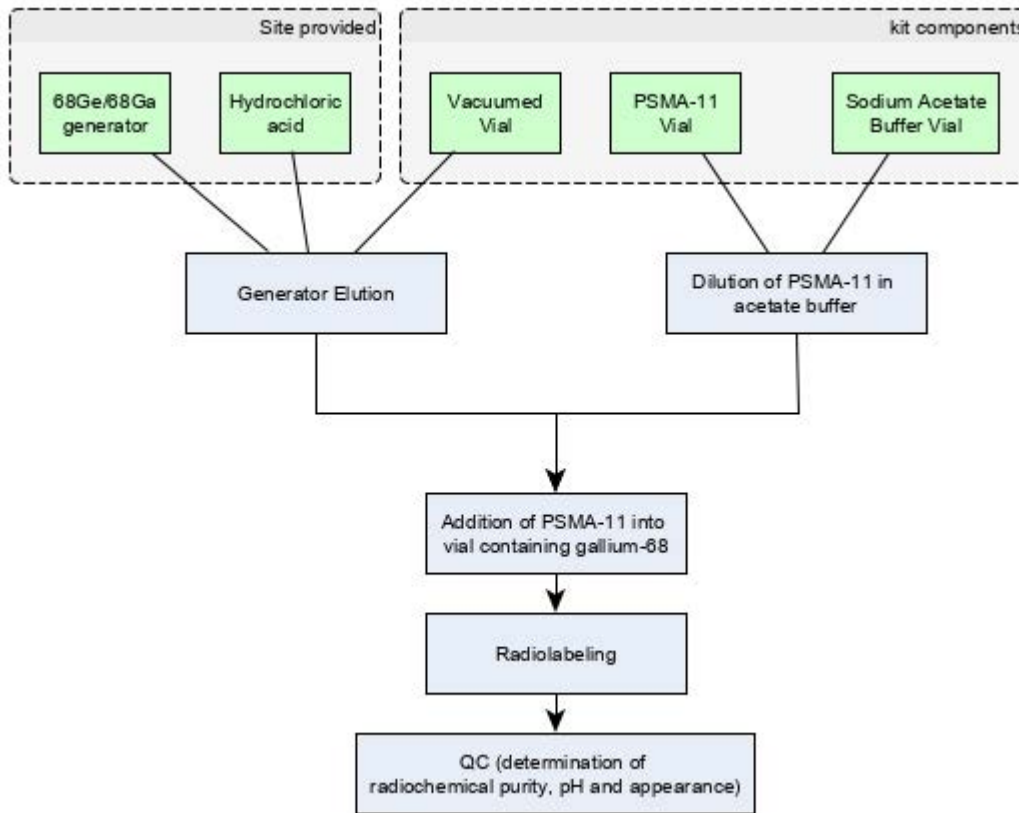 Site provided
kit components
68Ge/68Ga
generator
Hydrochloric
acid
Vacuumed
Vial
PSMA-11
Vial
Sodium Acetate
Buffer Vial
Generator Elution
Dilution of PSMA-11 in
acetate buffer
Addition of PSMA-11 into
vial containing gallium-68
Radiolabeling
QC (determination of
radiochemical purity, pH and appearance)